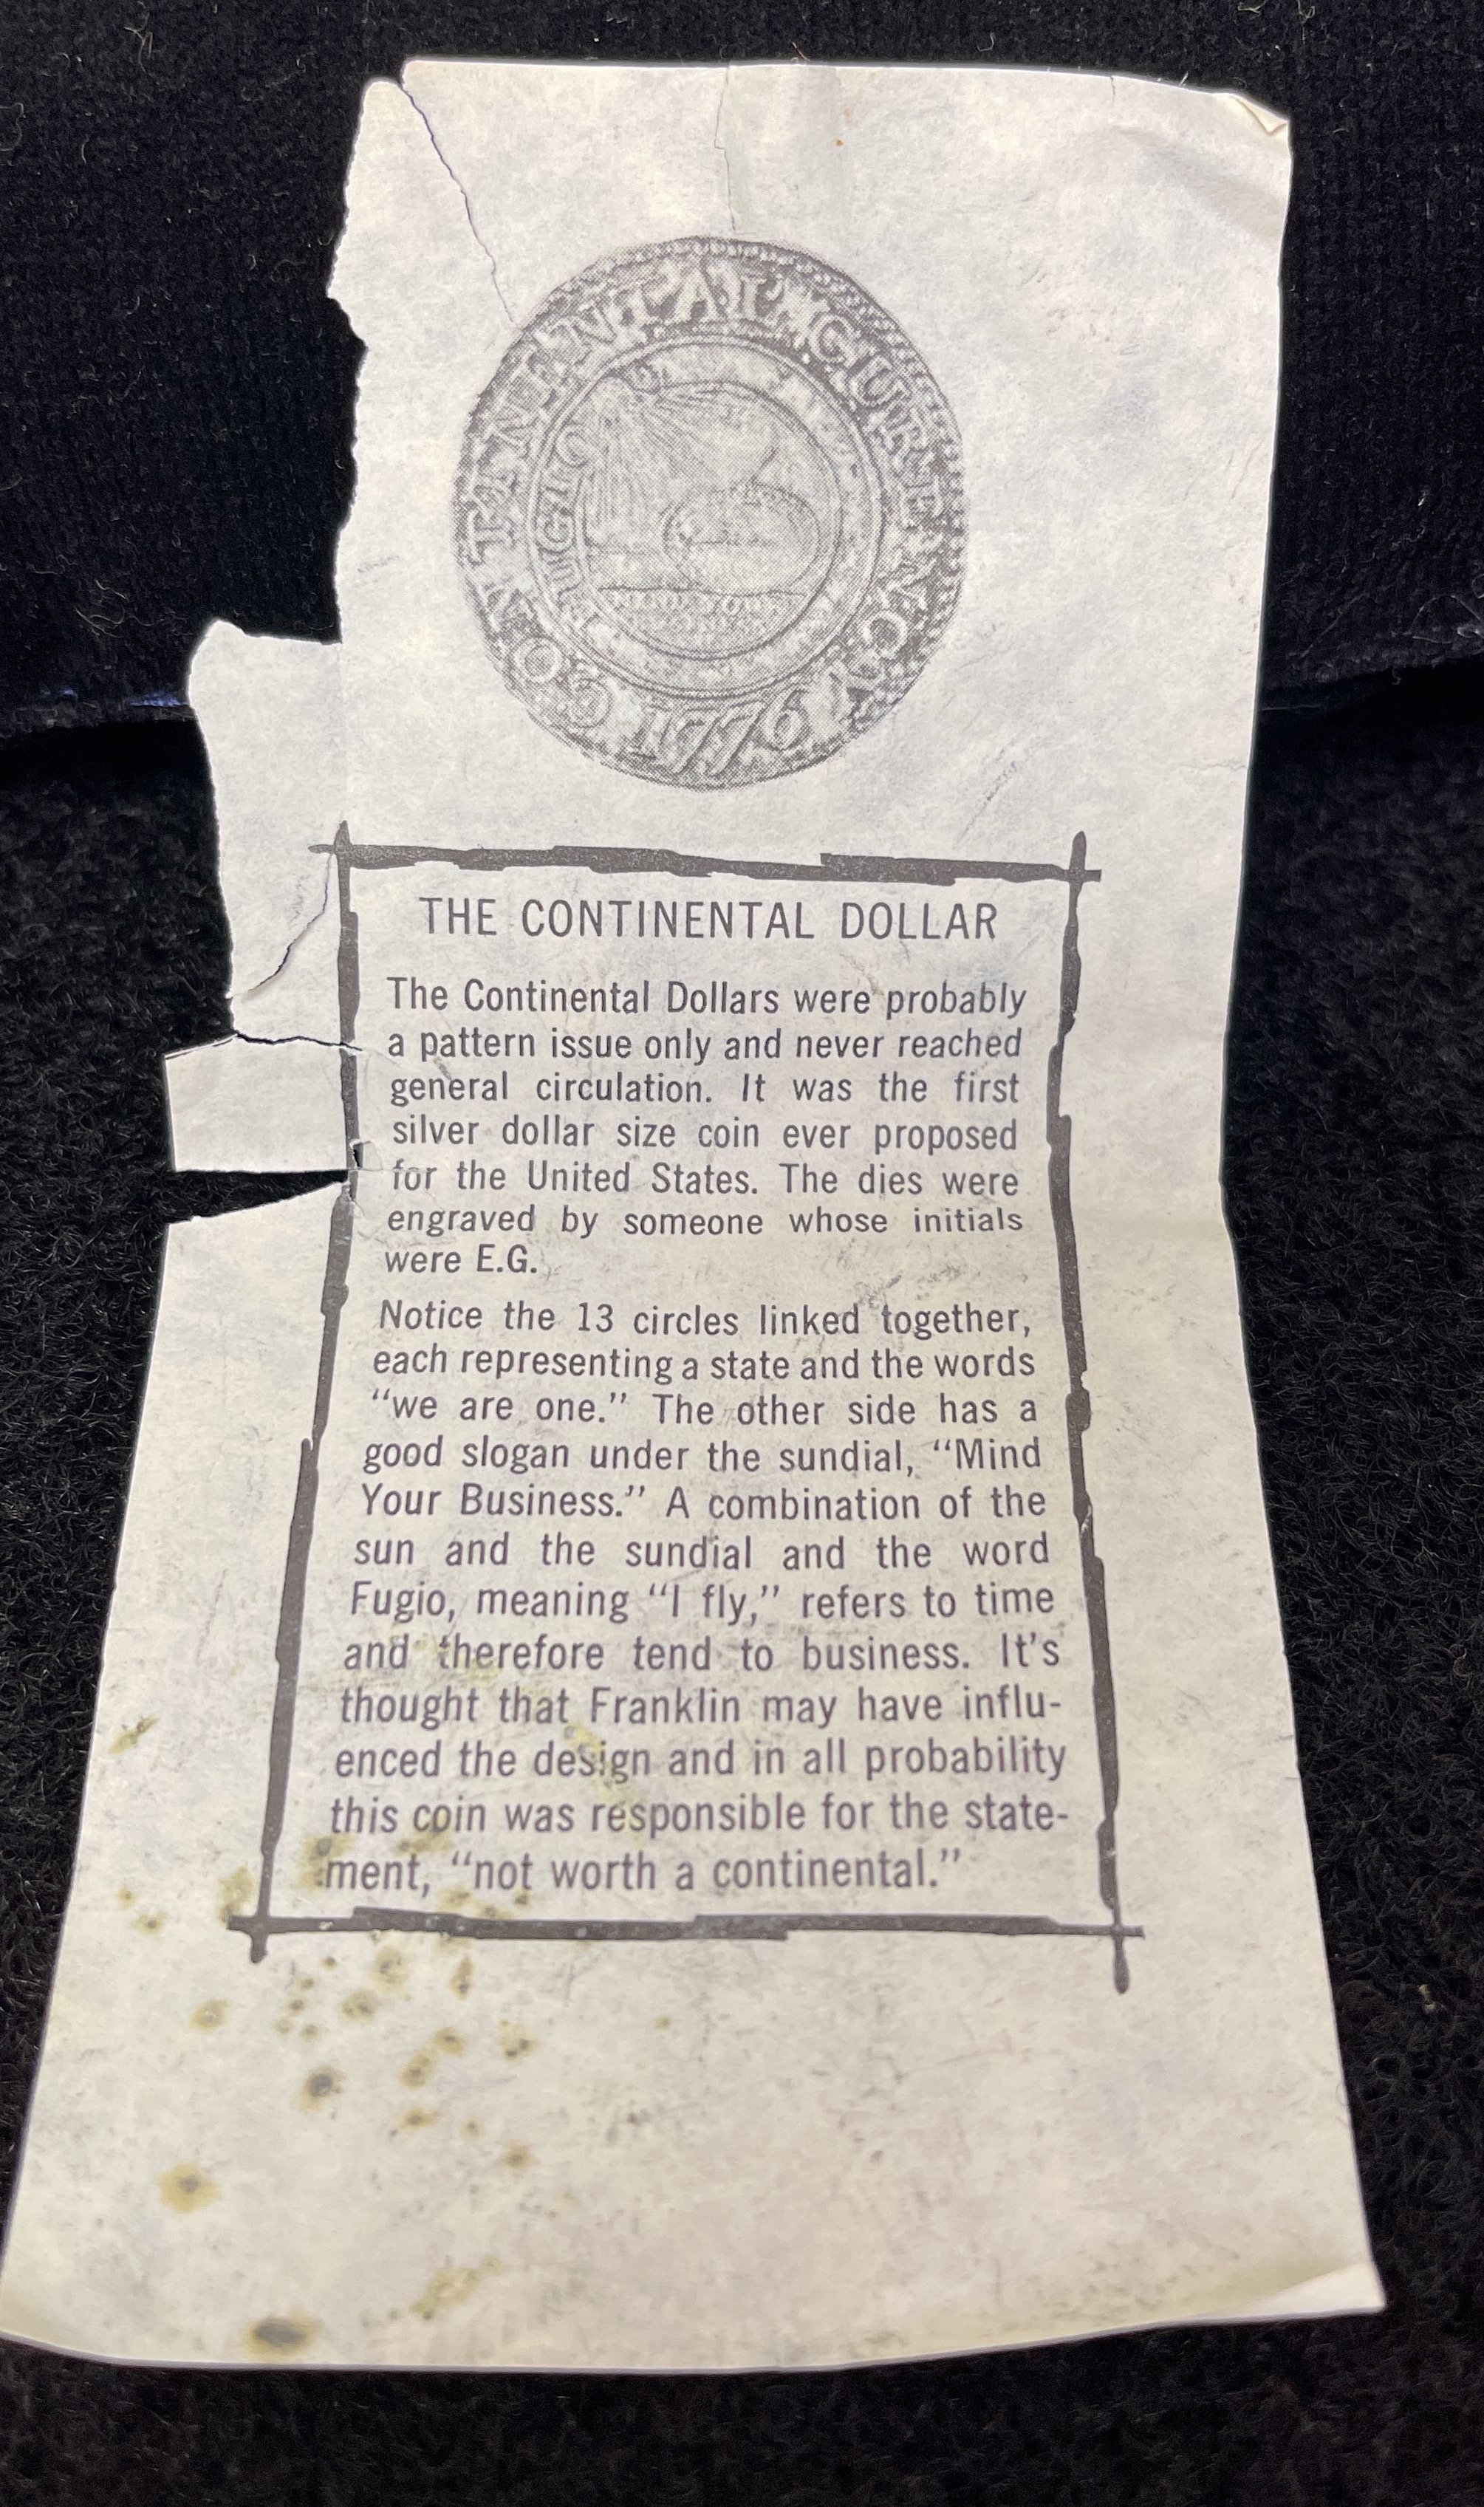 CONTINENTAL CURRENCY
1776
FUGIO
THE CONTINENTAL DOLLAR
The Continental Dollars were probably
a pattern issue only and never reached
general circulation. It was the first
silver dollar size coin ever proposed
for the United States. The dies were
engraved by someone whose initials
were E.G.
Notice the 13 circles linked together,
each representing a state and the words
“we are one.” The other side has a
good slogan under the sundial, “Mind
Your Business.” A combination of the
sun and the sundial and the word
Fugio, meaning “I fly,” refers to time
and therefore tend to business. It’s
thought that Franklin may have influ-
enced the design and in all probability
this coin was responsible for the state-
ment, “not worth a continental.”